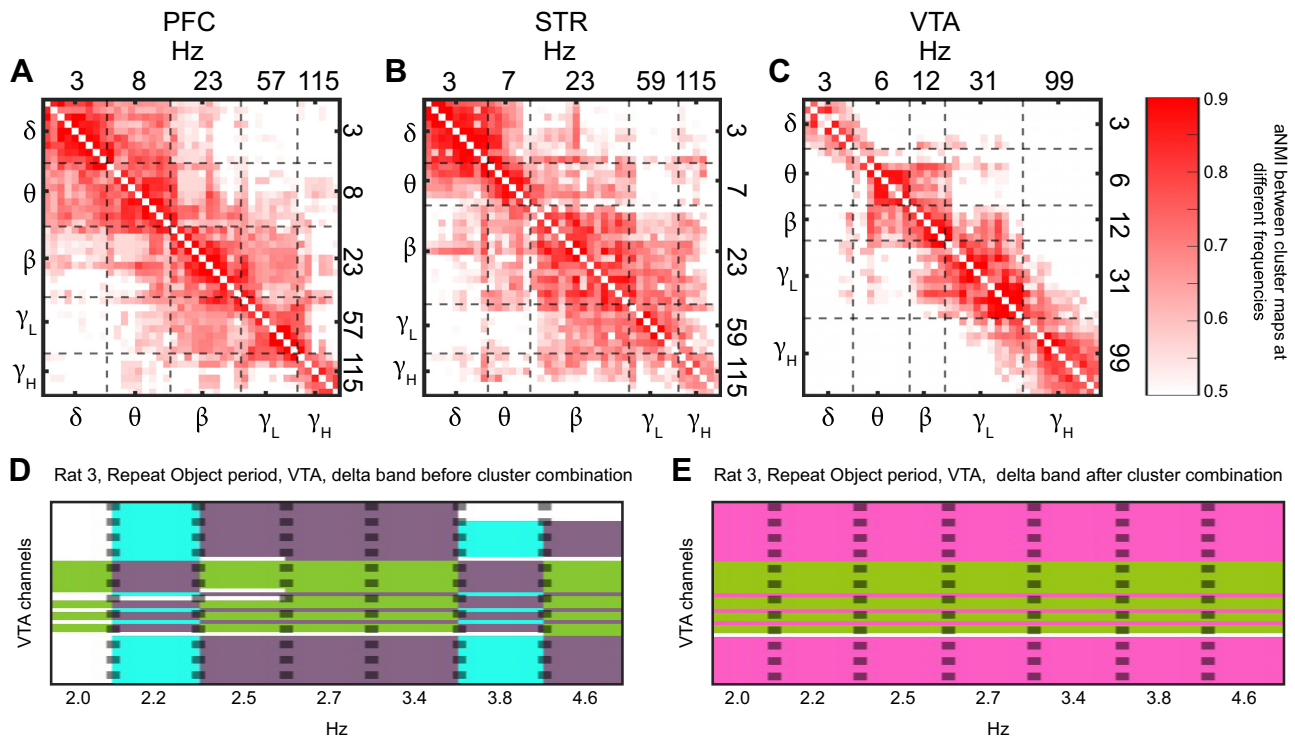 PFC
Hz
STR
Hz
VTA
Hz
A
3 8 23 57 115
B
3 7 23 59 115
C
3 6 12 31 99
δ
θ
β
γL
γH
3
8
23
57
115
δ θ β γL γH
δ
θ
β
γL
γH
3
7
23
59
115
δ θ β γL γH
δ
θ
β
γL
γH
3
6
12
31
99
δ θ β γL γH
0.9
0.8
0.7
0.6
0.5
aNMI between cluster maps at
different frequencies
D
Rat 3, Repeat Object period, VTA, delta band before cluster combination
VTA channels
2.0 2.2 2.5 2.7 3.4 3.8 4.6
Hz
E
Rat 3, Repeat Object period, VTA, delta band after cluster combination
VTA channels
2.0 2.2 2.5 2.7 3.4 3.8 4.6
Hz